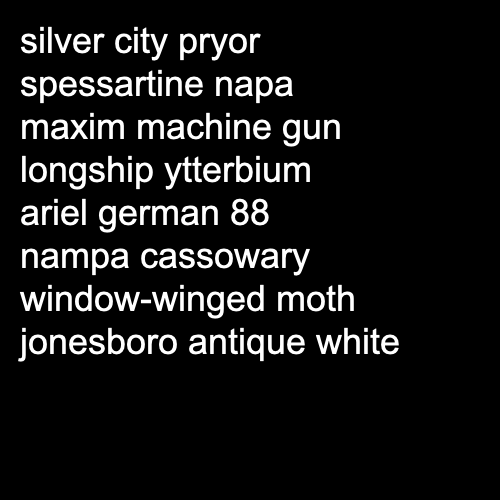 silver city pryor
spessartine napa
maxim machine gun
longship ytterbium
ariel german 88
nampa cassowary
window-winged moth
jonesboro antique white